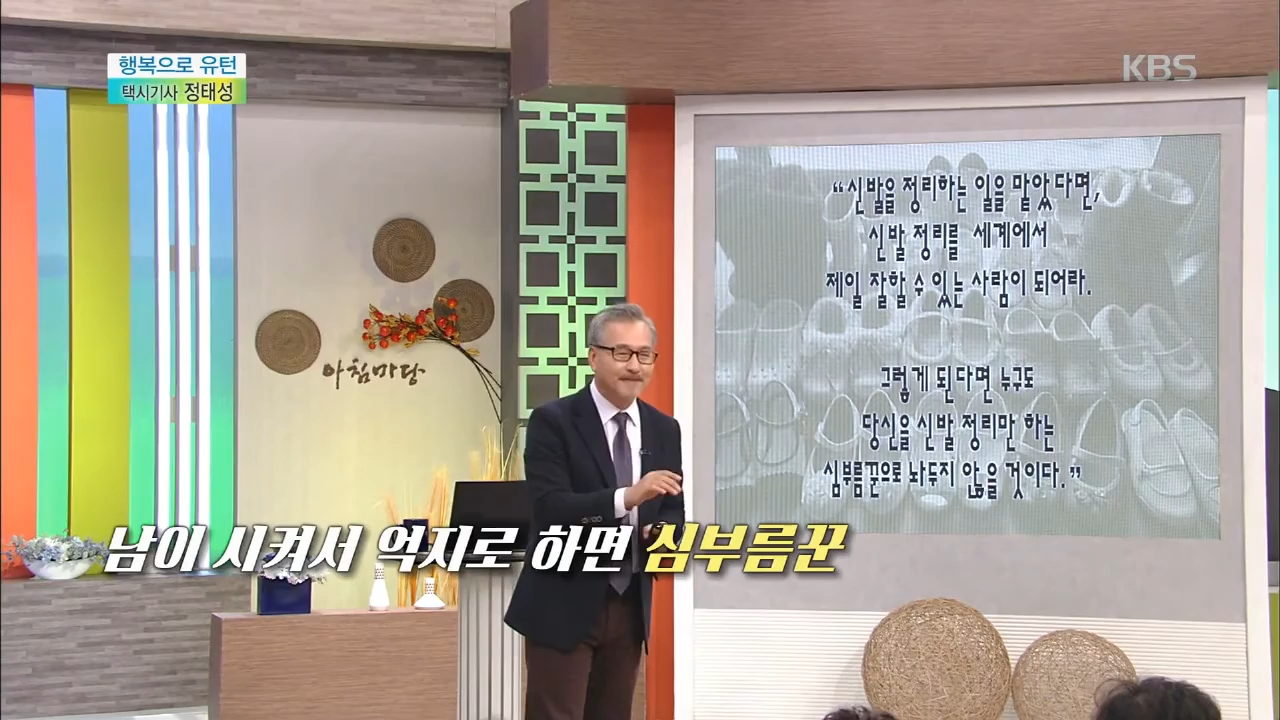 행복으로 유턴
택시기사 정태성
KBS
아침마당
“신발을 정리하는 일을 맡았다면,
신발 정리를 세계에서
제일 잘할 수 있는 사람이 되어라.
그렇게 된다면 누구도
당신을 신발 정리만 하는
심부름꾼으로 놔두지 않을 것이다.”
남이 시켜서 억지로 하면 심부름꾼